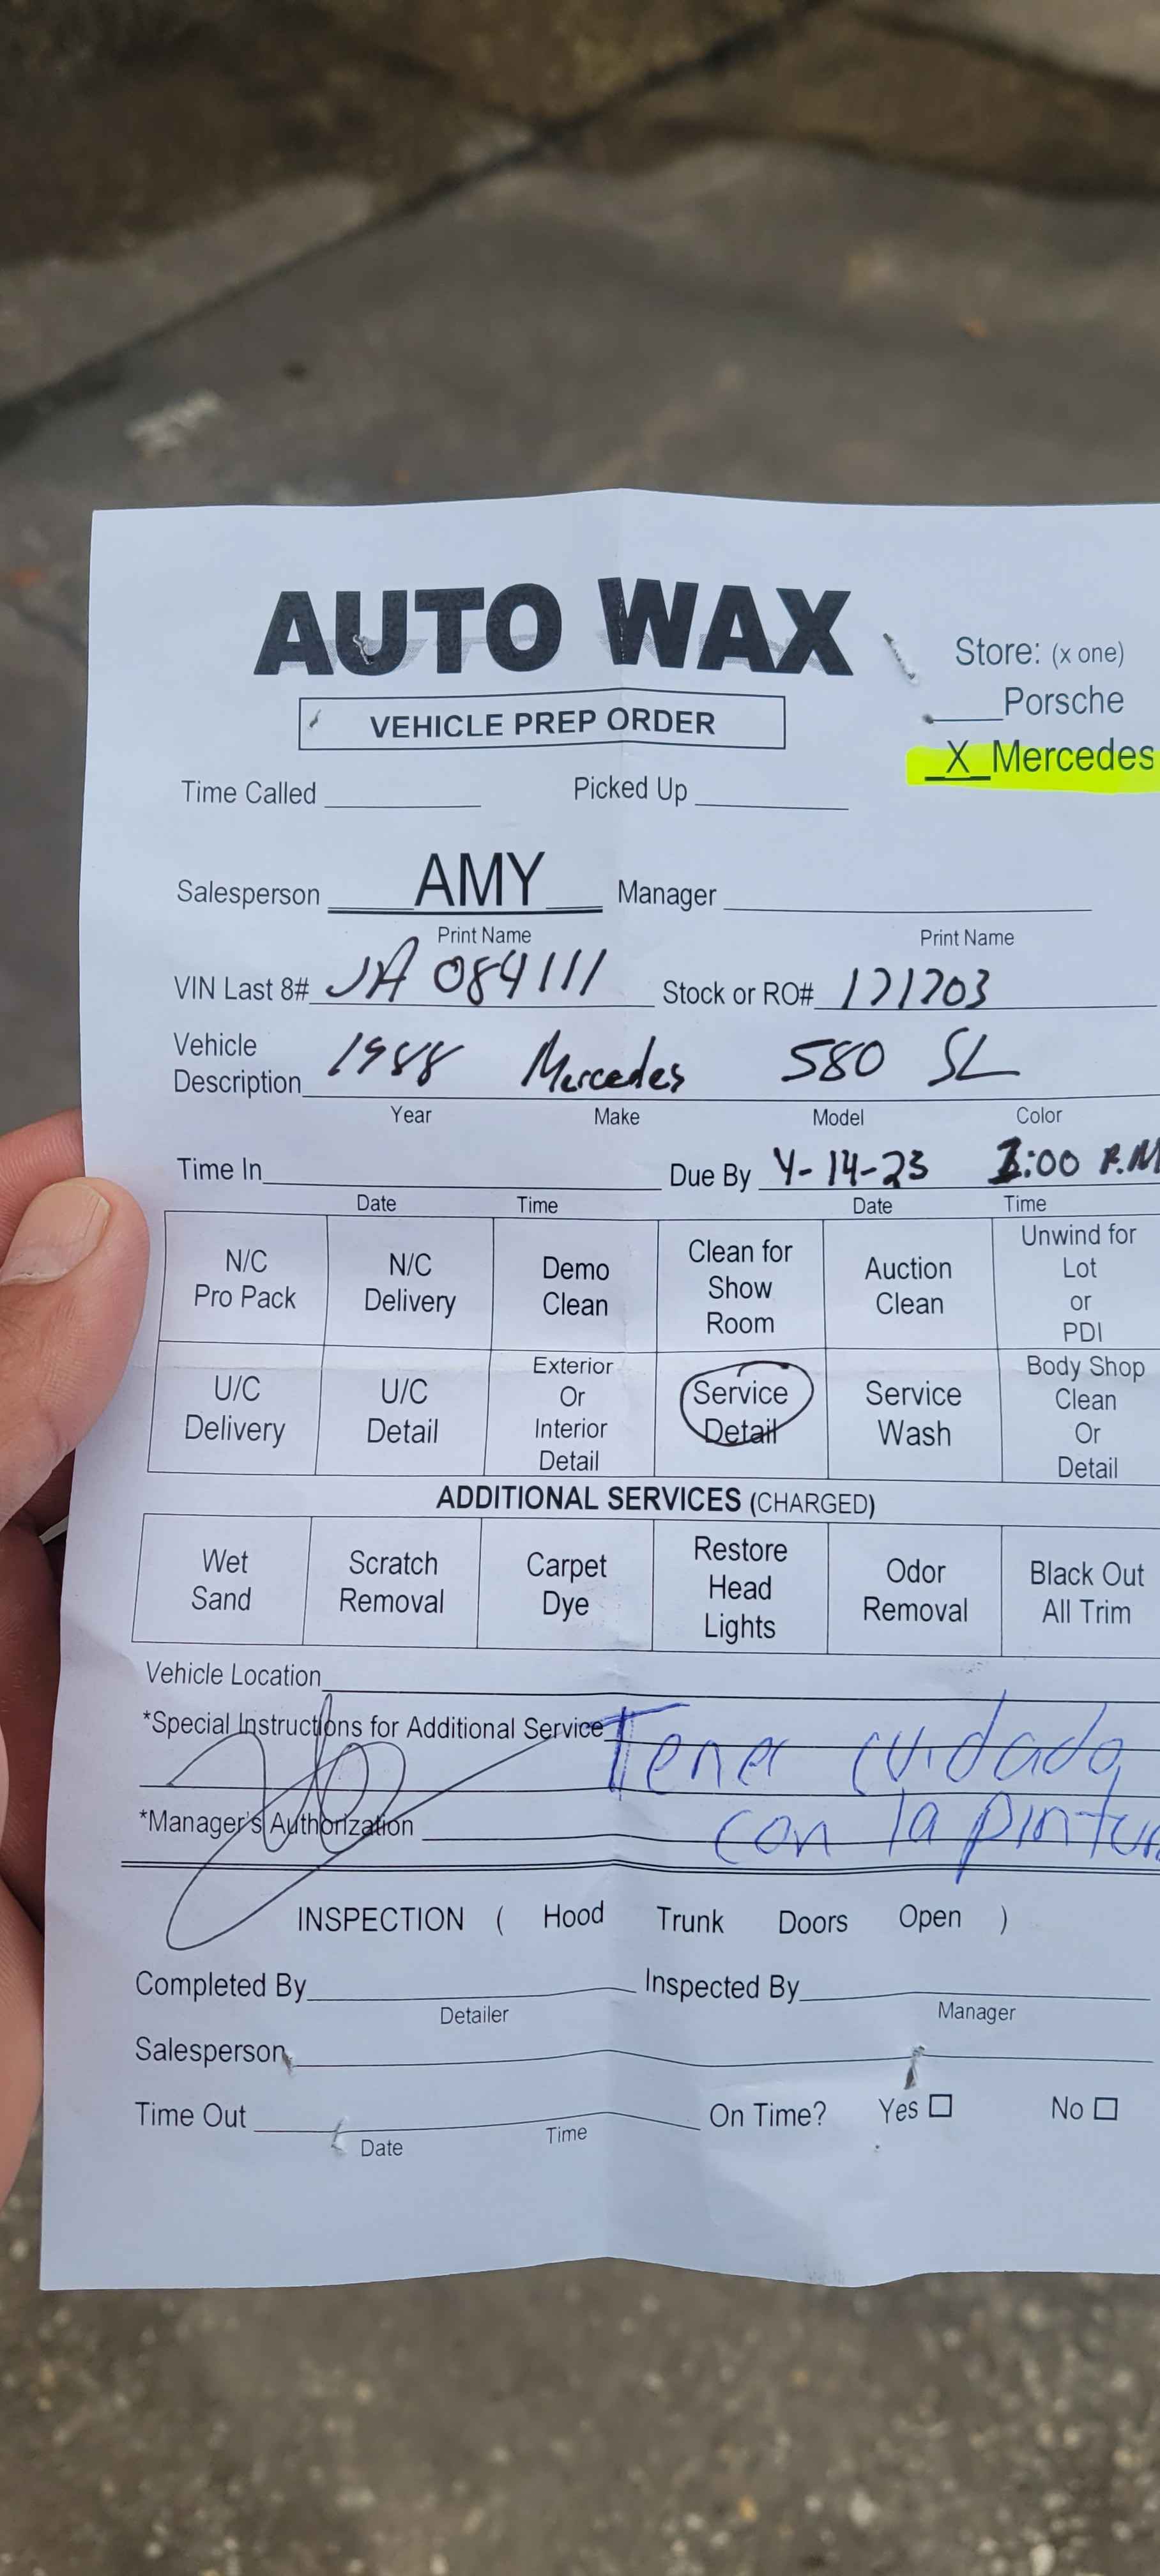 AUTO WAX
Store: (x one)
VEHICLE PREP ORDER
Porsche
X Mercedes
Time Called Picked Up
Salesperson AMY Manager
Print Name Print Name
VIN Last 8# JA 084111 Stock or RO# 171703
Vehicle Description 1988 Mercedes 580 SL
Year Make Model Color
Time In Due By 4-14-23 :00 P.M
Date Time Date Time
N/C Pro Pack N/C Delivery Demo Clean Clean for Show Room Auction Clean Unwind for Lot or PDI
U/C Delivery U/C Detail Exterior Or Interior Detail Service Detail Service Wash Body Shop Clean Or Detail
ADDITIONAL SERVICES (CHARGED)
Wet Sand Scratch Removal Carpet Dye Restore Head Lights Odor Removal Black Out All Trim
Vehicle Location
*Special Instructions for Additional Service Tener cuidado
*Manager's Authorization con la pintur
INSPECTION ( Hood Trunk Doors Open )
Completed By Inspected By
Detailer Manager
Salesperson
Time Out On Time? Yes No
Date Time